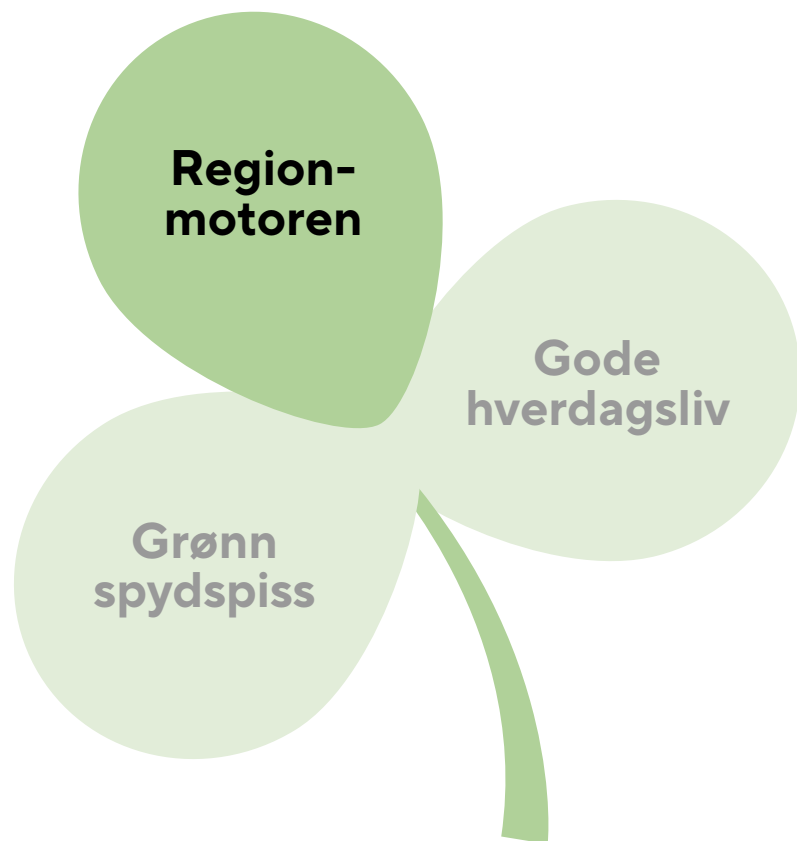 Region-
motoren
Gode
hverdagsliv
Grønn
spydspiss